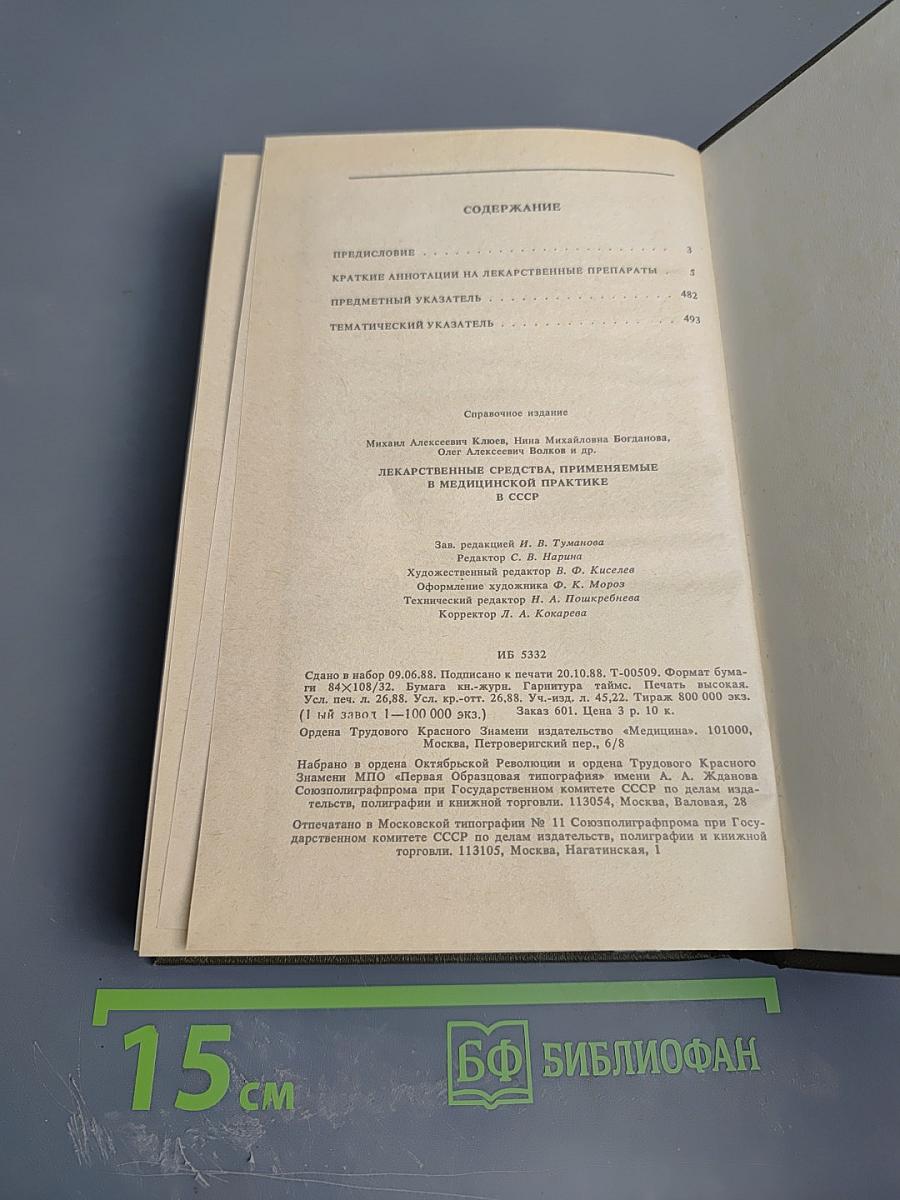 СОДЕРЖАНИЕ
ПРЕДИСЛОВИЕ . . . . . . . . . . . . . . . . . . . . . . . 3
КРАТКИЕ АННОТАЦИИ НА ЛЕКАРСТВЕННЫЕ ПРЕПАРАТЫ . 5
ПРЕДМЕТНЫЙ УКАЗАТЕЛЬ . . . . . . . . . . . . . . . . . 482
ТЕМАТИЧЕСКИЙ УКАЗАТЕЛЬ . . . . . . . . . . . . . . . . 493
Справочное издание
Михаил Алексеевич Клюев, Нина Михайловна Богданова,
Олег Алексеевич Волков и др.
ЛЕКАРСТВЕННЫЕ СРЕДСТВА, ПРИМЕНЯЕМЫЕ
В МЕДИЦИНСКОЙ ПРАКТИКЕ
В СССР
Зав. редакцией И. В. Туманова
Редактор С. В. Нарина
Художественный редактор В. Ф. Киселев
Оформление художника Ф. К. Мороз
Технический редактор Н. А. Пошкребнева
Корректор Л. А. Кокарева
ИБ 5332
Сдано в набор 09.06.88. Подписано к печати 20.10.88. Т-00509. Формат бума-
ги 84×108/32. Бумага кн.-журн. Гарнитура таймс. Печать высокая.
Усл. печ. л. 26,88. Усл. кр.-отт. 26,88. Уч.-изд. л. 45,22. Тираж 800 000 экз.
(1 ый завод 1—100 000 экз.) Заказ 601. Цена 3 р. 10 к.
Ордена Трудового Красного Знамени издательство «Медицина». 101000,
Москва, Петроверигский пер., 6/8
Набрано в ордена Октябрьской Революции и ордена Трудового Красного
Знамени МПО «Первая Образцовая типография» имени А. А. Жданова
Союзполиграфпрома при Государственном комитете СССР по делам изда-
тельств, полиграфии и книжной торговли. 113054, Москва, Валовая, 28
Отпечатано в Московской типографии № 11 Союзполиграфпрома при Госу-
дарственном комитете СССР по делам издательств, полиграфии и книжной
торговли. 113105, Москва, Нагатинская, 1
15 см
БФ БИБЛИОФАН